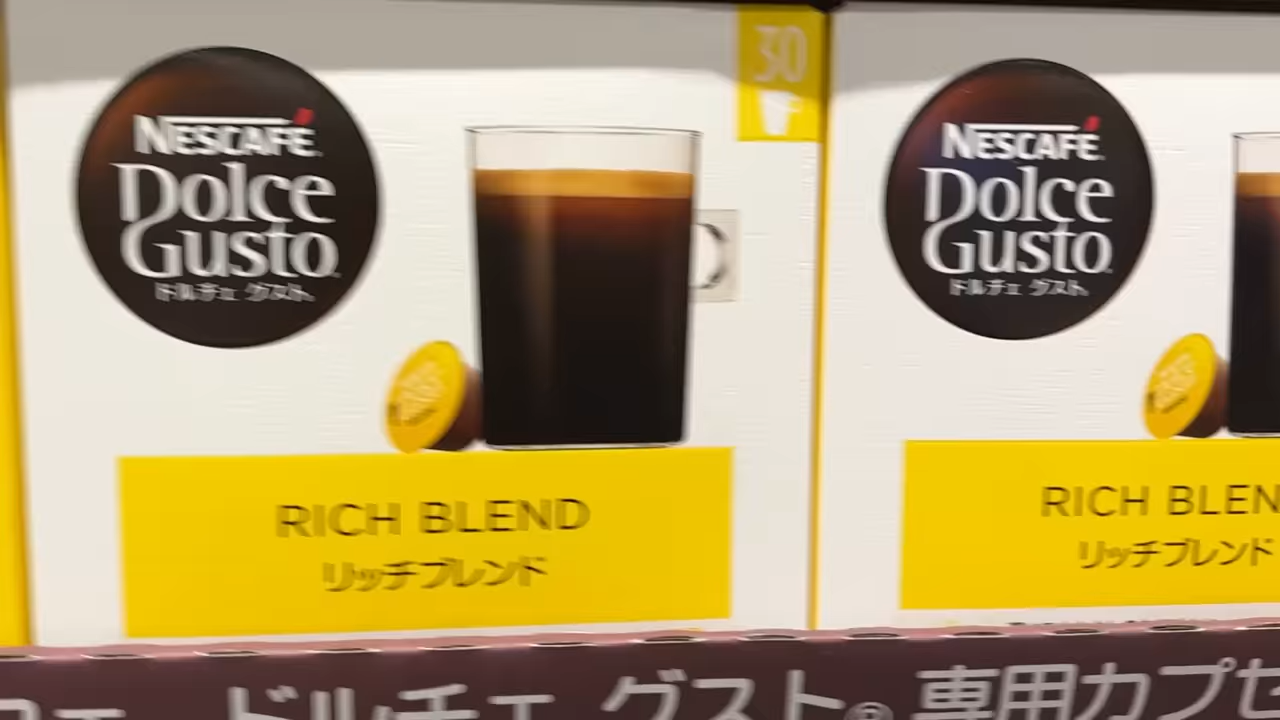 30
NESCAFÉ
Dolce
Gusto
ドルチェ グスト
RICH BLEND
リッチブレンド
NESCAFÉ
Dolce
Gusto
ドルチェ グスト
RICH BLEN
リッチブレンド
ェ ドルチェ グスト® 専用カプセ